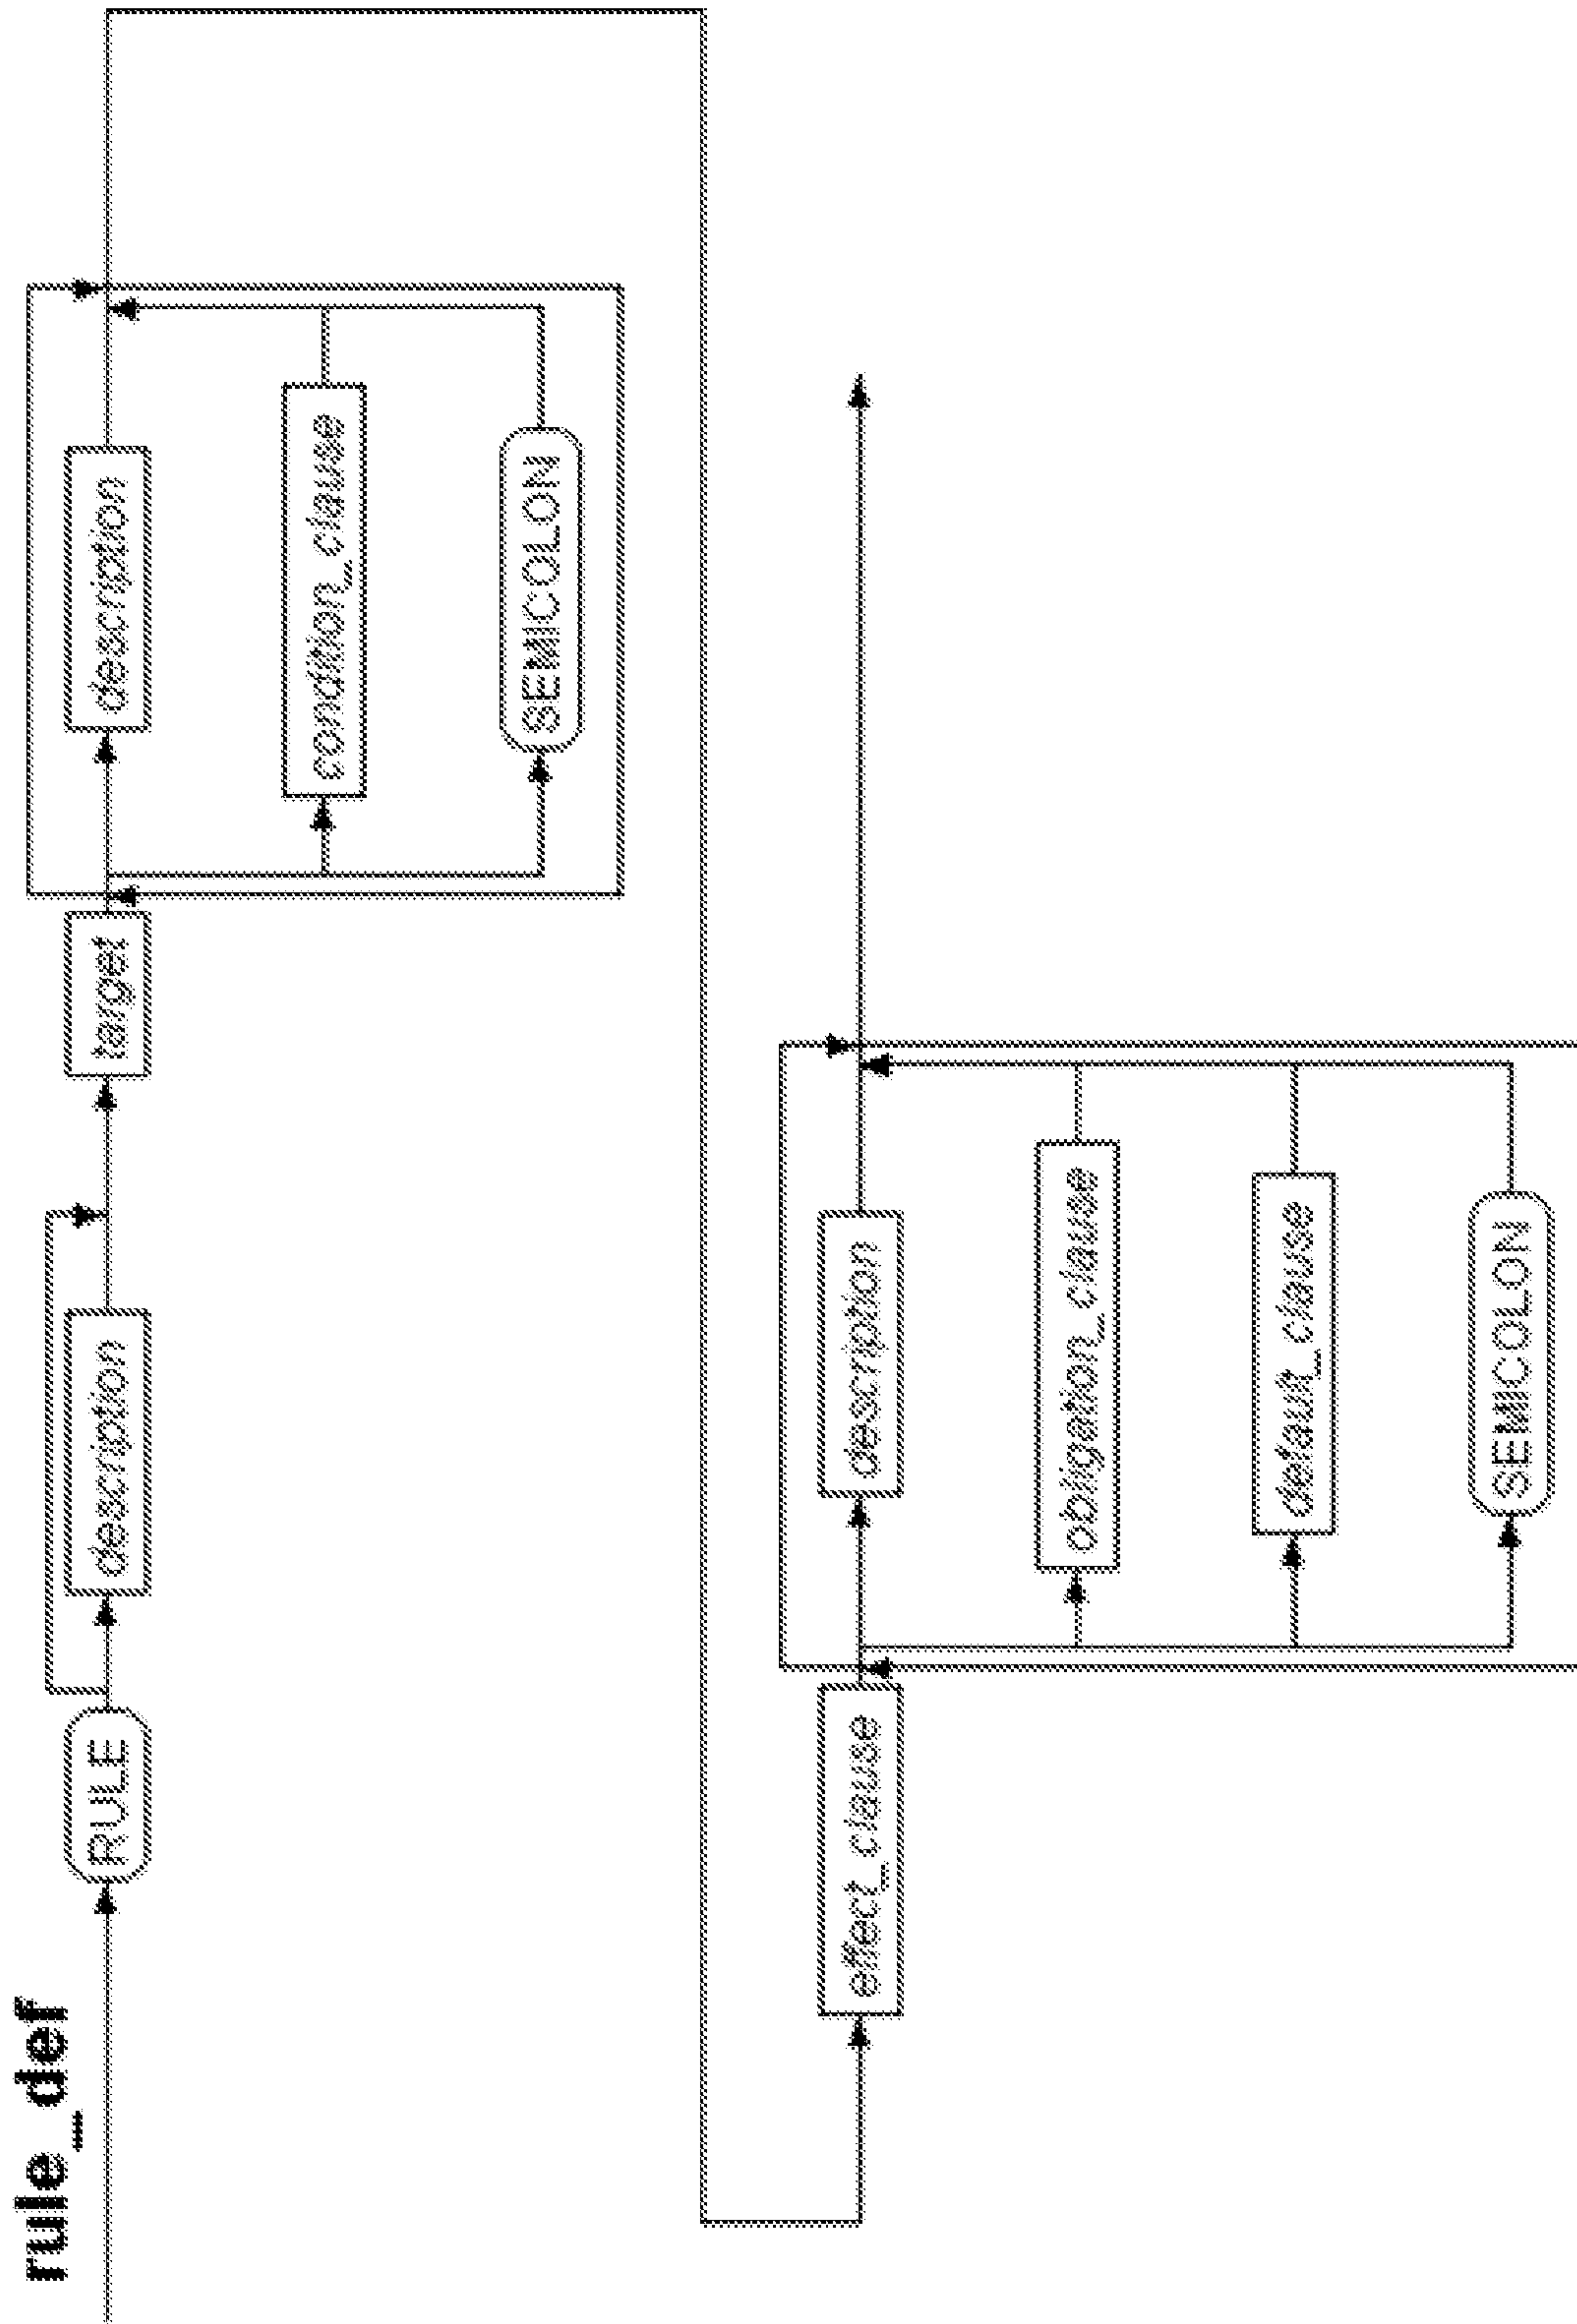 rule_def
RULE
description
target
description
condition_clause
SEMICOLON
effect_clause
description
obligation_clause
default_clause
SEMICOLON